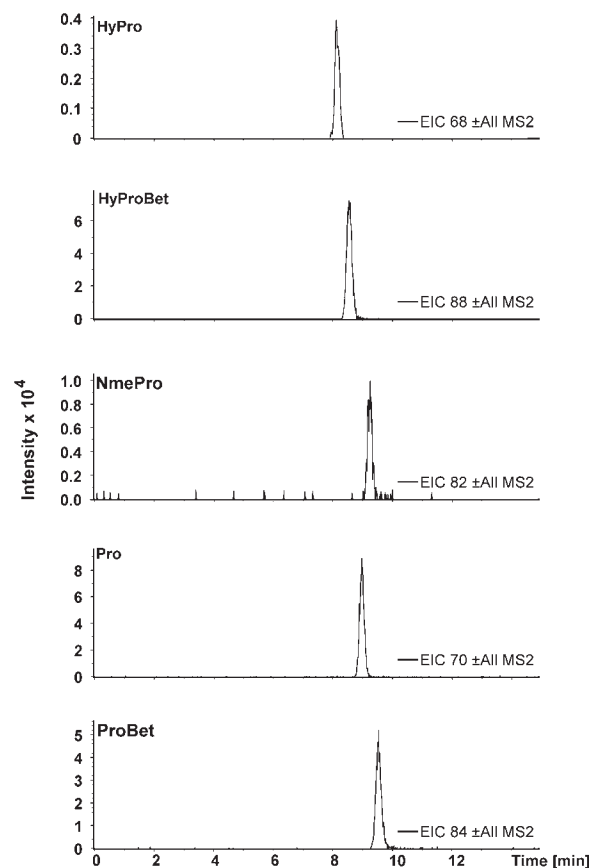 HyPro
0.4
0.3
0.2
0.1
0
EIC 68 ±All MS2
HyProBet
6
4
2
0
EIC 88 ±All MS2
NmePro
1.0
0.8
0.6
0.4
0.2
0.0
EIC 82 ±All MS2
Intensity x 10⁴
Pro
8
6
4
2
0
EIC 70 ±All MS2
ProBet
5
4
3
2
1
0
EIC 84 ±All MS2
0 2 4 6 8 10 12 Time [min]